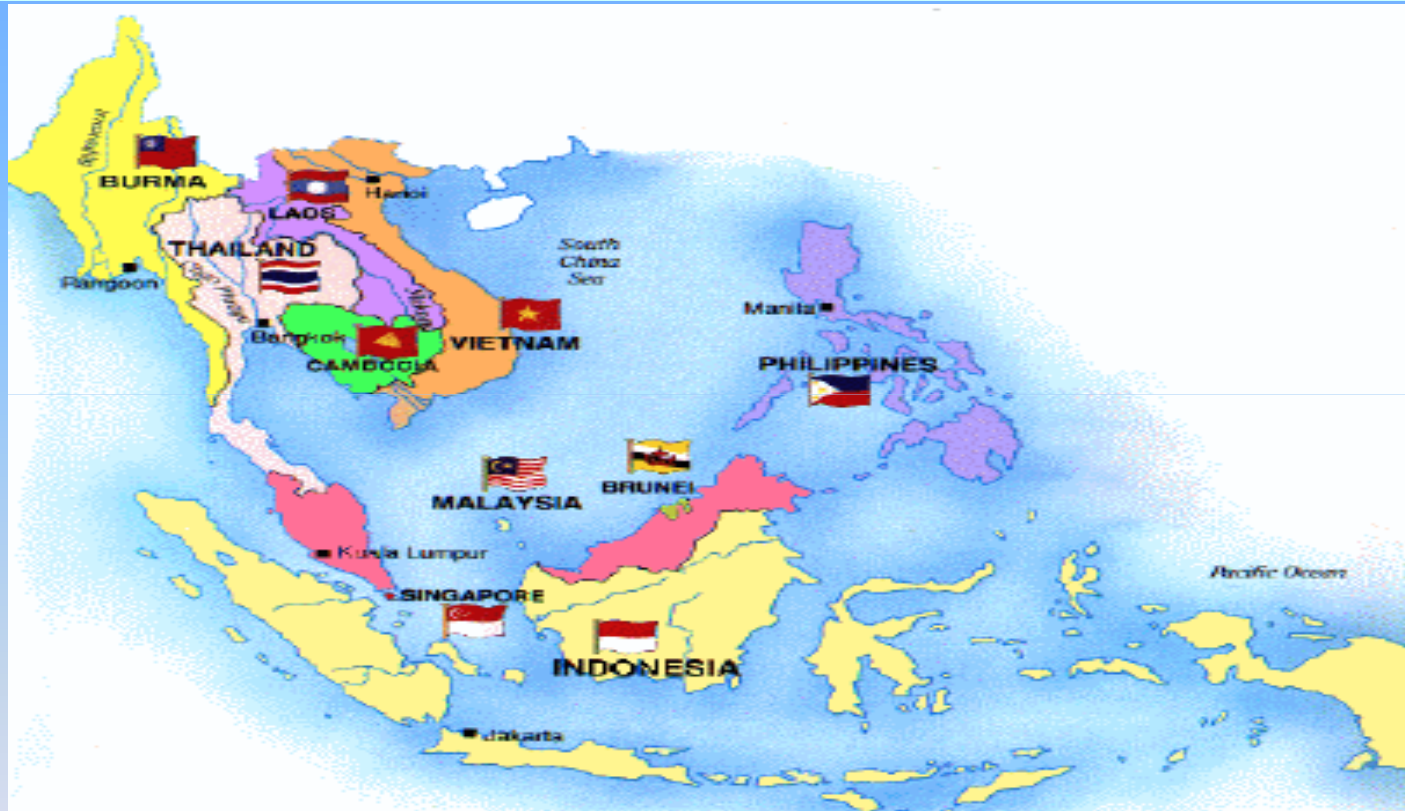 Irrawaddy
BURMA
Hanoi
LAOS
THAILAND
South
China
Sea
Rangoon
Manila
Bangkok
VIETNAM
CAMBODIA
PHILIPPINES
BRUNEI
MALAYSIA
Kuala Lumpur
Pacific Ocean
SINGAPORE
INDONESIA
Jakarta